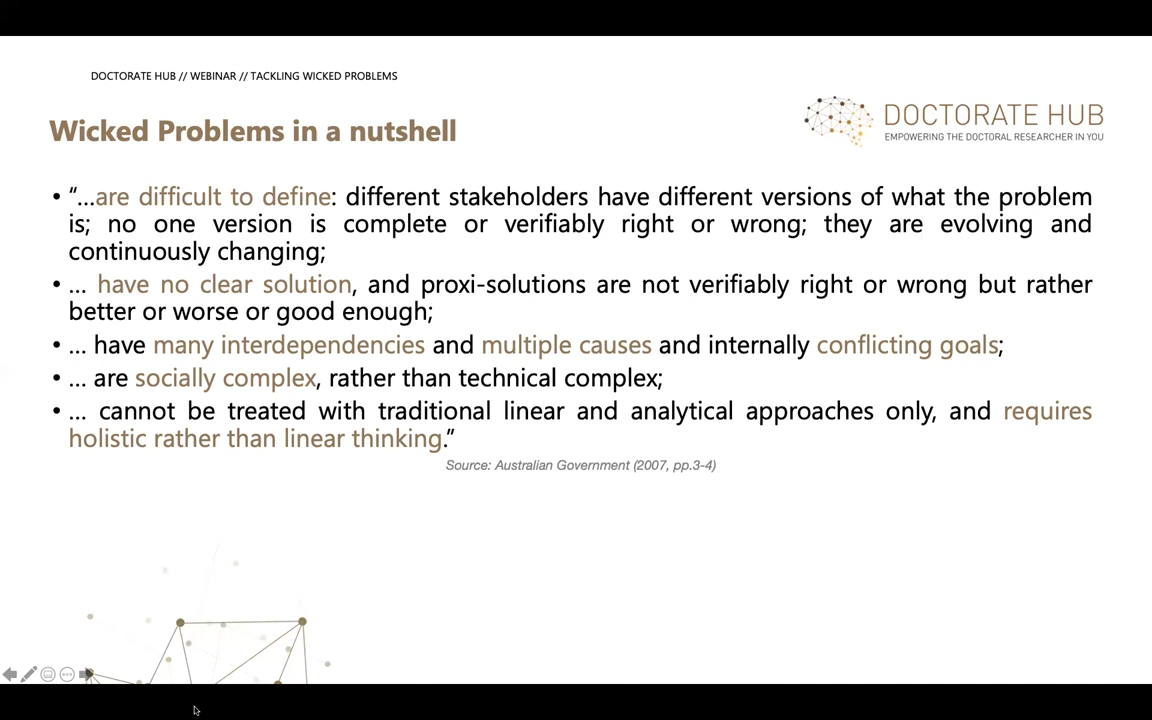 DOCTORATE HUB // WEBINAR // TACKLING WICKED PROBLEMS
DOCTORATE HUB
EMPOWERING THE DOCTORAL RESEARCHER IN YOU
Wicked Problems in a nutshell
• “…are difficult to define: different stakeholders have different versions of what the problem
is; no one version is complete or verifiably right or wrong; they are evolving and
continuously changing;
• … have no clear solution, and proxi-solutions are not verifiably right or wrong but rather
better or worse or good enough;
• … have many interdependencies and multiple causes and internally conflicting goals;
• … are socially complex, rather than technical complex;
• … cannot be treated with traditional linear and analytical approaches only, and requires
holistic rather than linear thinking.”
Source: Australian Government (2007, pp.3-4)